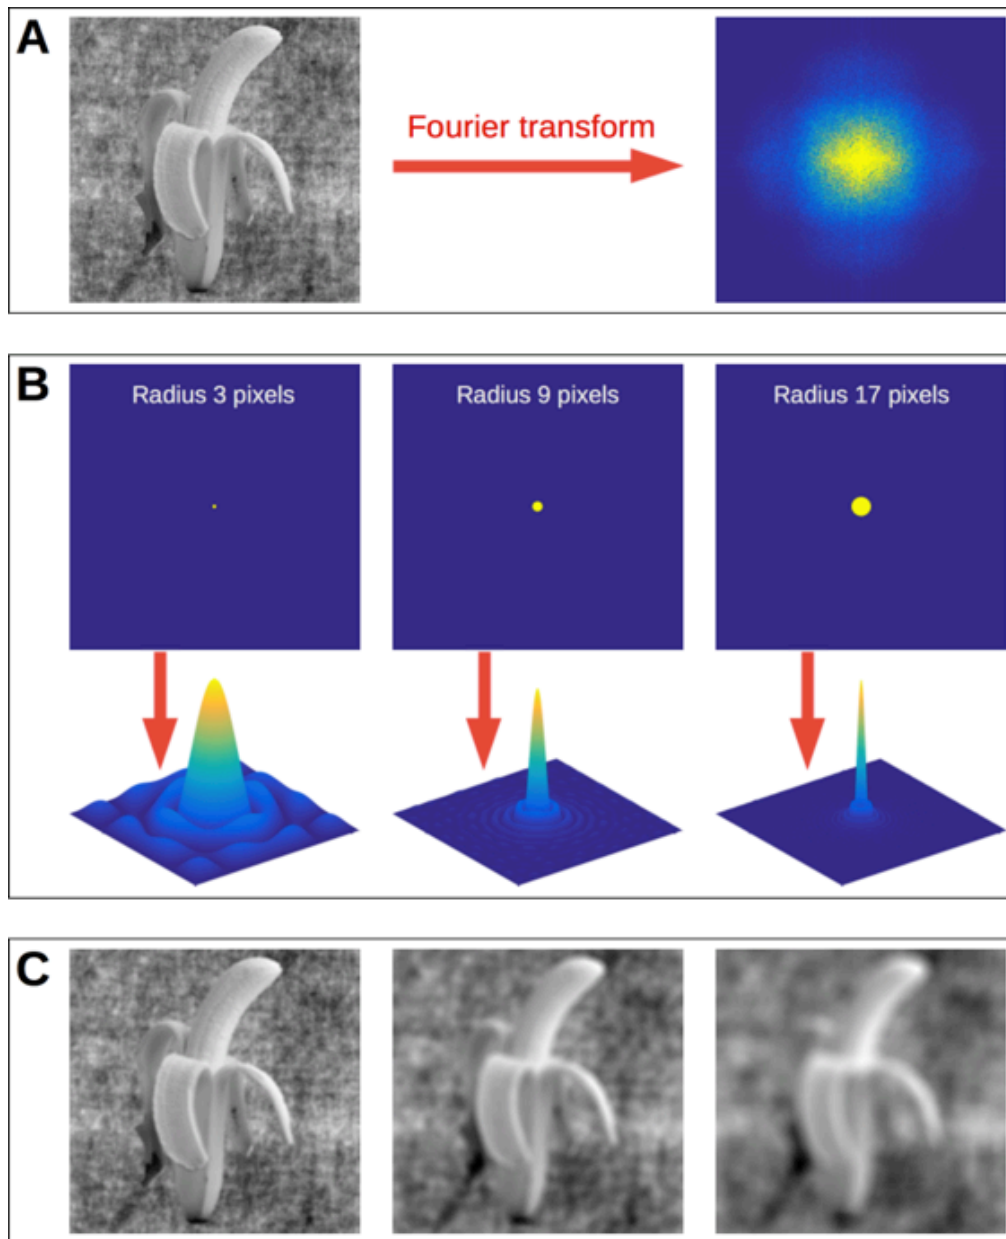 A
Fourier transform
B
Radius 3 pixels
Radius 9 pixels
Radius 17 pixels
C